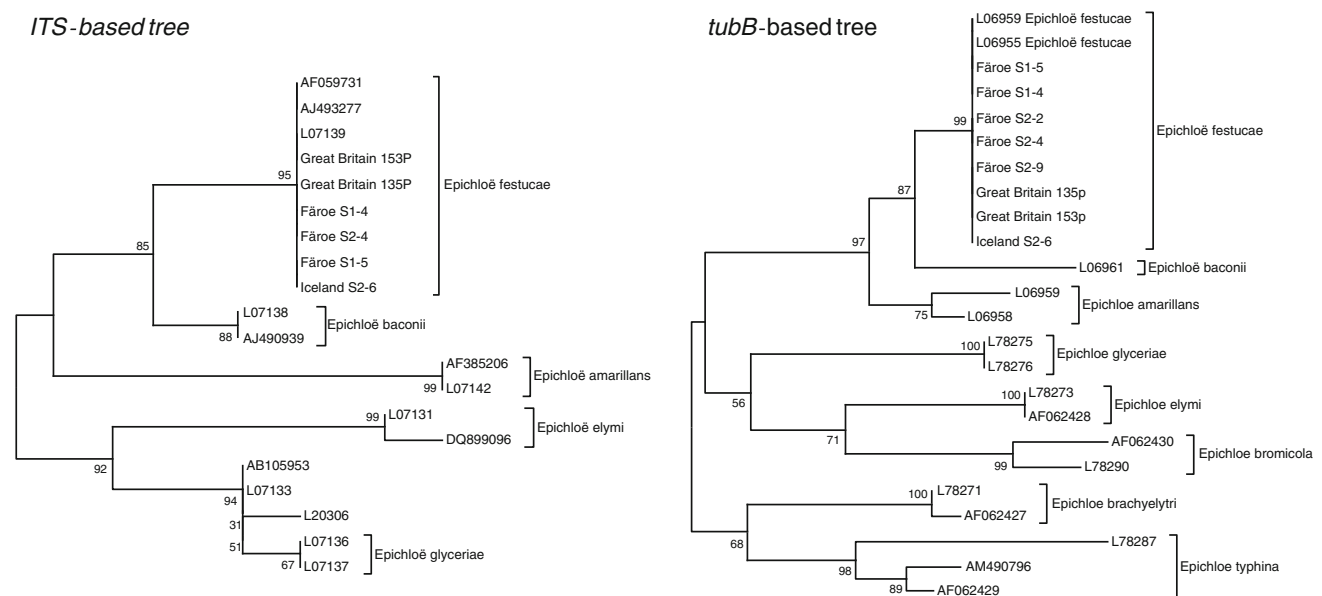 ITS-based tree
AF059731
AJ493277
L07139
Great Britain 153P
95
Great Britain 135P
Epichloë festucae
Färoe S1-4
Färoe S2-4
85
Färoe S1-5
Iceland S2-6
L07138
Epichloë baconii
88
AJ490939
AF385206
Epichloë amarillans
99
L07142
99
L07131
Epichloë elymi
DQ899096
92
AB105953
L07133
94
L20306
31
L07136
51
Epichloë glyceriae
67
L07137
tubB-based tree
L06959 Epichloë festucae
L06955 Epichloë festucae
Färoe S1-5
Färoe S1-4
99
Färoe S2-2
Epichloë festucae
Färoe S2-4
Färoe S2-9
87
Great Britain 135p
Great Britain 153p
97
Iceland S2-6
L06961
Epichloë baconii
L06959
Epichloe amarillans
75
L06958
100
L78275
Epichloe glyceriae
L78276
56
100
L78273
Epichloe elymi
AF062428
71
AF062430
Epichloe bromicola
99
L78290
100
L78271
Epichloe brachyelytri
AF062427
68
L78287
98
AM490796
Epichloe typhina
89
AF062429